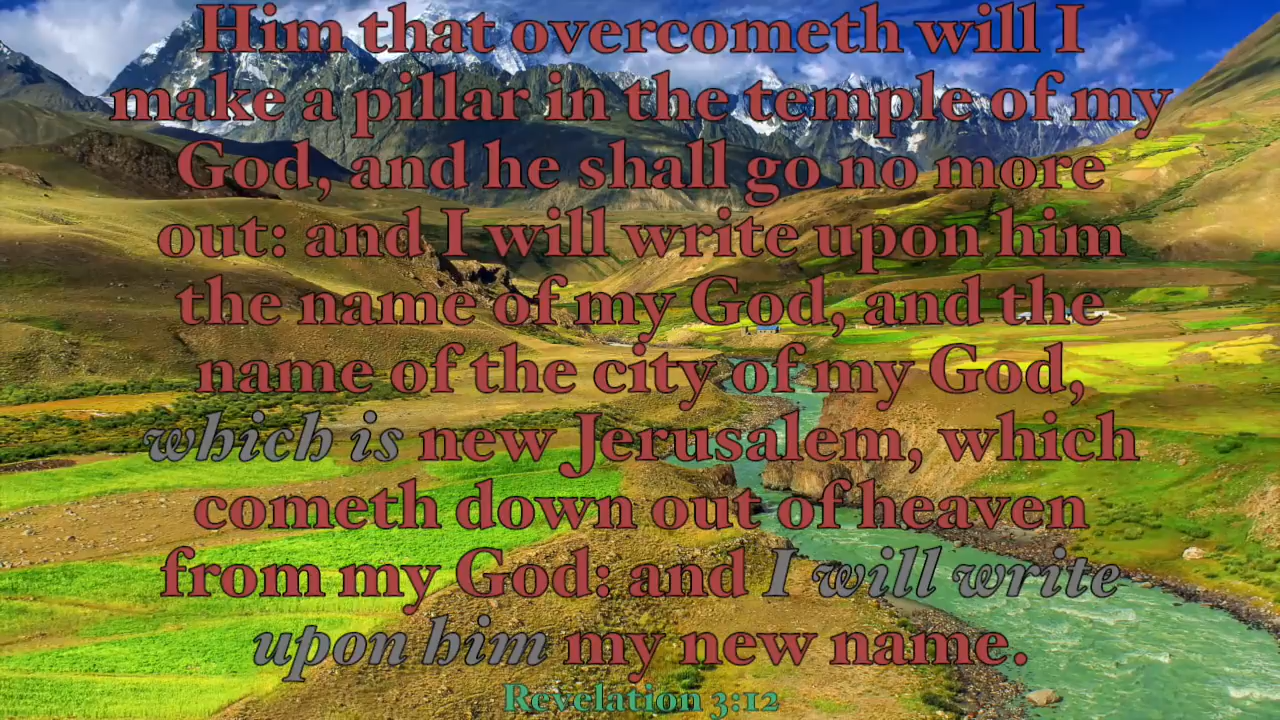 Him that overcometh will I
make a pillar in the temple of my
God, and he shall go no more
out: and I will write upon him
the name of my God, and the
name of the city of my God,
which is new Jerusalem, which
cometh down out of heaven
from my God: and I will write
upon him my new name.
Revelation 3:12